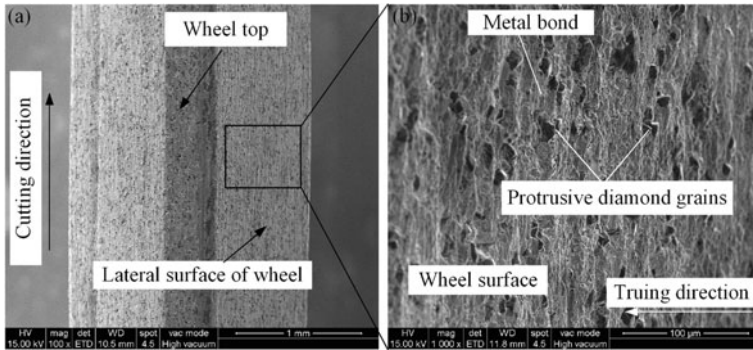 (a)
Wheel top
Cutting direction
Lateral surface of wheel
HV mag det WD spot vac mode
15.00 kV 100 x ETD 10.5 mm 4.5 High vacuum
1 mm
(b)
Metal bond
Protrusive diamond grains
Wheel surface
Truing direction
HV mag det WD spot vac mode
15.00 kV 1 000 x ETD 11.8 mm 4.5 High vacuum
100 μm